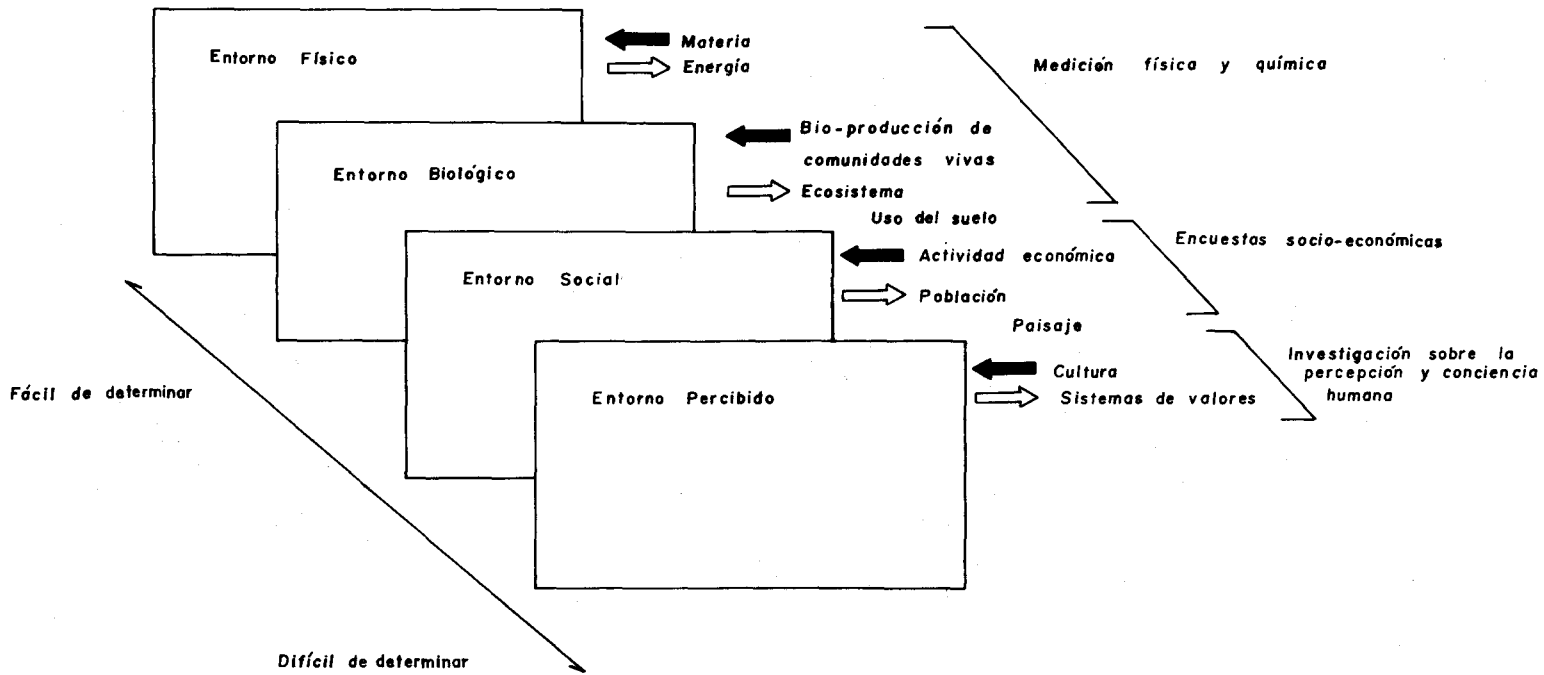 Entorno Físico
Materia
Energía
Medición física y química
Bio-producción de
comunidades vivas
Entorno Biológico
Ecosistema
Uso del suelo
Encuestas socio-económicas
Actividad económica
Entorno Social
Población
Paisaje
Investigación sobre la
percepción y conciencia
humana
Cultura
Entorno Percibido
Sistemas de valores
Fácil de determinar
Difícil de determinar